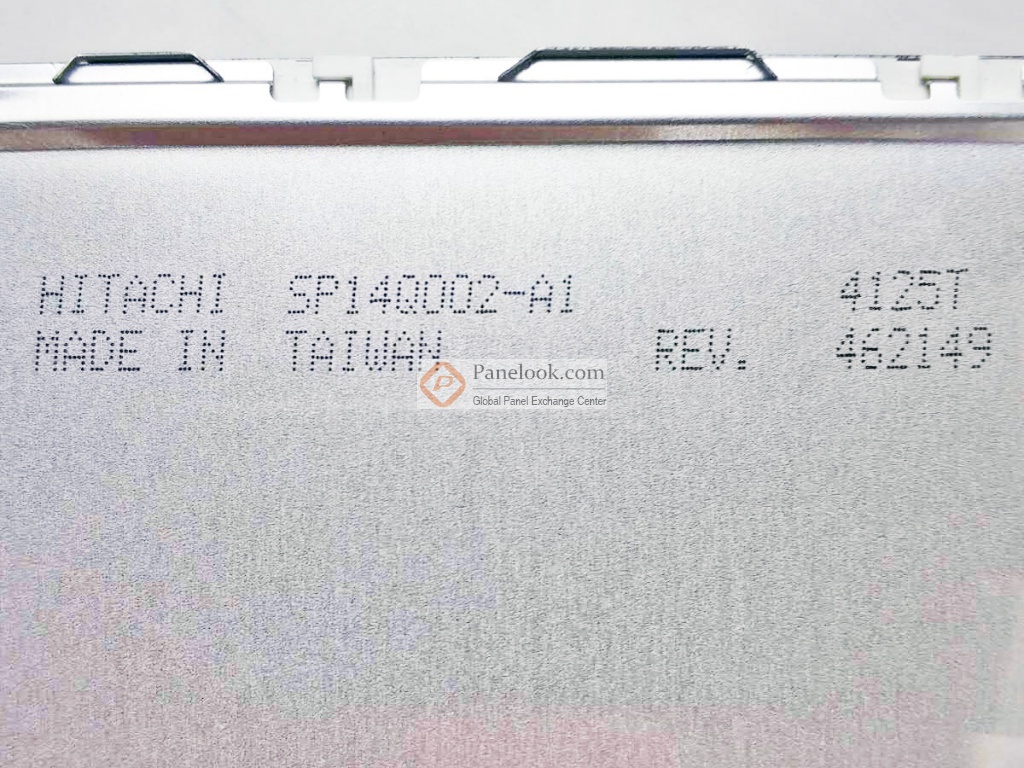 HITACHI SP14Q002-A1 4125T
MADE IN TAIWAN. REV. 462149
Panelook.com
Global Panel Exchange Center